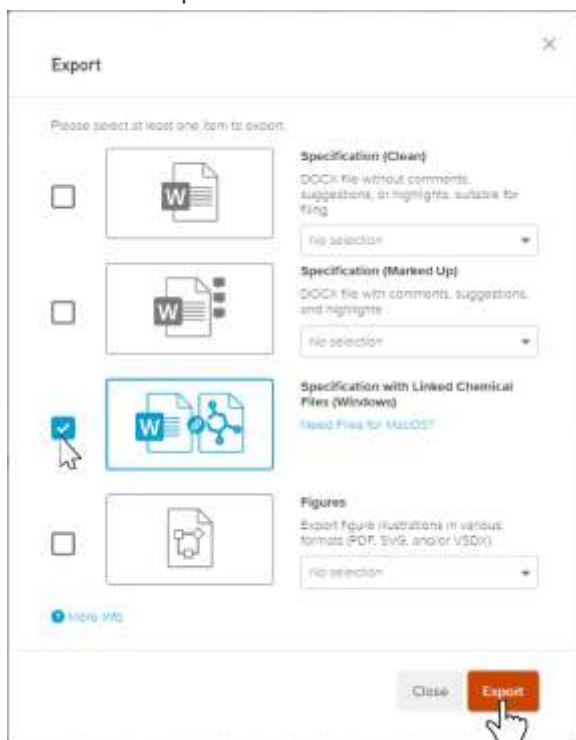 Export
Please select at least one item to export.
Specification (Clean)
DOCX file without comments,
suggestions, or highlights, suitable for
filing
No selection
Specification (Marked Up)
DOCX file with comments, suggestions,
and highlights
No selection
Specification with Linked Chemical
Files (Windows)
Need Files for MacOS?
Figures
Export figure illustrations in various
formats (PDF, SVG, and/or VSDX)
No selection
More info
Close
Export